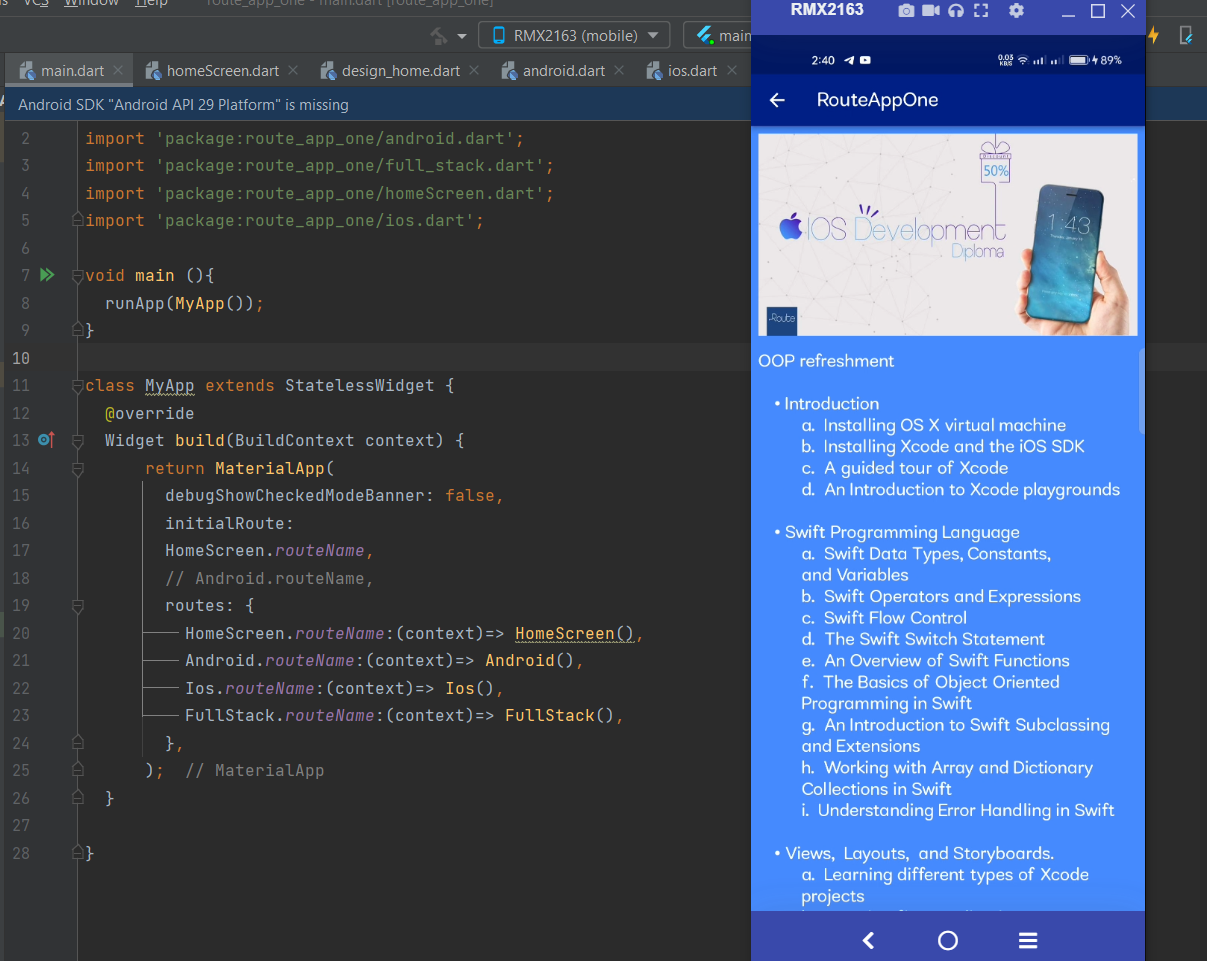 VCS Window Help route_app_one - main.dart [route_app_one]
RMX2163 (mobile) main
main.dart homeScreen.dart design_home.dart android.dart ios.dart
Android SDK "Android API 29 Platform" is missing
2 import 'package:route_app_one/android.dart';
3 import 'package:route_app_one/full_stack.dart';
4 import 'package:route_app_one/homeScreen.dart';
5 import 'package:route_app_one/ios.dart';
6
7 void main (){
8 runApp(MyApp());
9 }
10
11 class MyApp extends StatelessWidget {
12 @override
13 Widget build(BuildContext context) {
14 return MaterialApp(
15 debugShowCheckedModeBanner: false,
16 initialRoute:
17 HomeScreen.routeName,
18 // Android.routeName,
19 routes: {
20 HomeScreen.routeName:(context)=> HomeScreen(),
21 Android.routeName:(context)=> Android(),
22 Ios.routeName:(context)=> Ios(),
23 FullStack.routeName:(context)=> FullStack(),
24 },
25 ); // MaterialApp
26 }
27
28 }
RMX2163
2:40 0.03 KB/S 89%
RouteAppOne
50%
iOS Development
Diploma
1:43
Route
OOP refreshment
• Introduction
a. Installing OS X virtual machine
b. Installing Xcode and the iOS SDK
c. A guided tour of Xcode
d. An Introduction to Xcode playgrounds
• Swift Programming Language
a. Swift Data Types, Constants,
and Variables
b. Swift Operators and Expressions
c. Swift Flow Control
d. The Swift Switch Statement
e. An Overview of Swift Functions
f. The Basics of Object Oriented
Programming in Swift
g. An Introduction to Swift Subclassing
and Extensions
h. Working with Array and Dictionary
Collections in Swift
i. Understanding Error Handling in Swift
• Views, Layouts, and Storyboards.
a. Learning different types of Xcode
projects